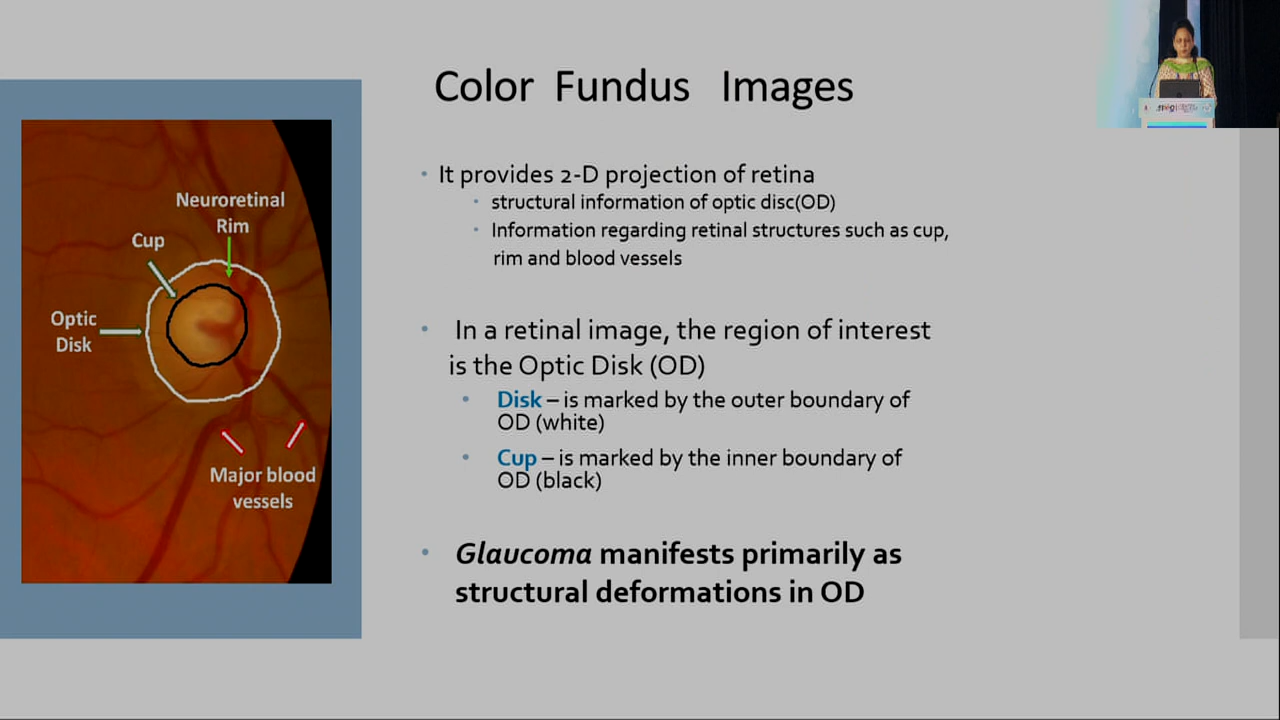 Color Fundus Images
Neuroretinal
Rim
Cup
Optic
Disk
Major blood
vessels
• It provides 2-D projection of retina
• structural information of optic disc(OD)
• Information regarding retinal structures such as cup,
rim and blood vessels
• In a retinal image, the region of interest
is the Optic Disk (OD)
• Disk – is marked by the outer boundary of
OD (white)
• Cup – is marked by the inner boundary of
OD (black)
• Glaucoma manifests primarily as
structural deformations in OD